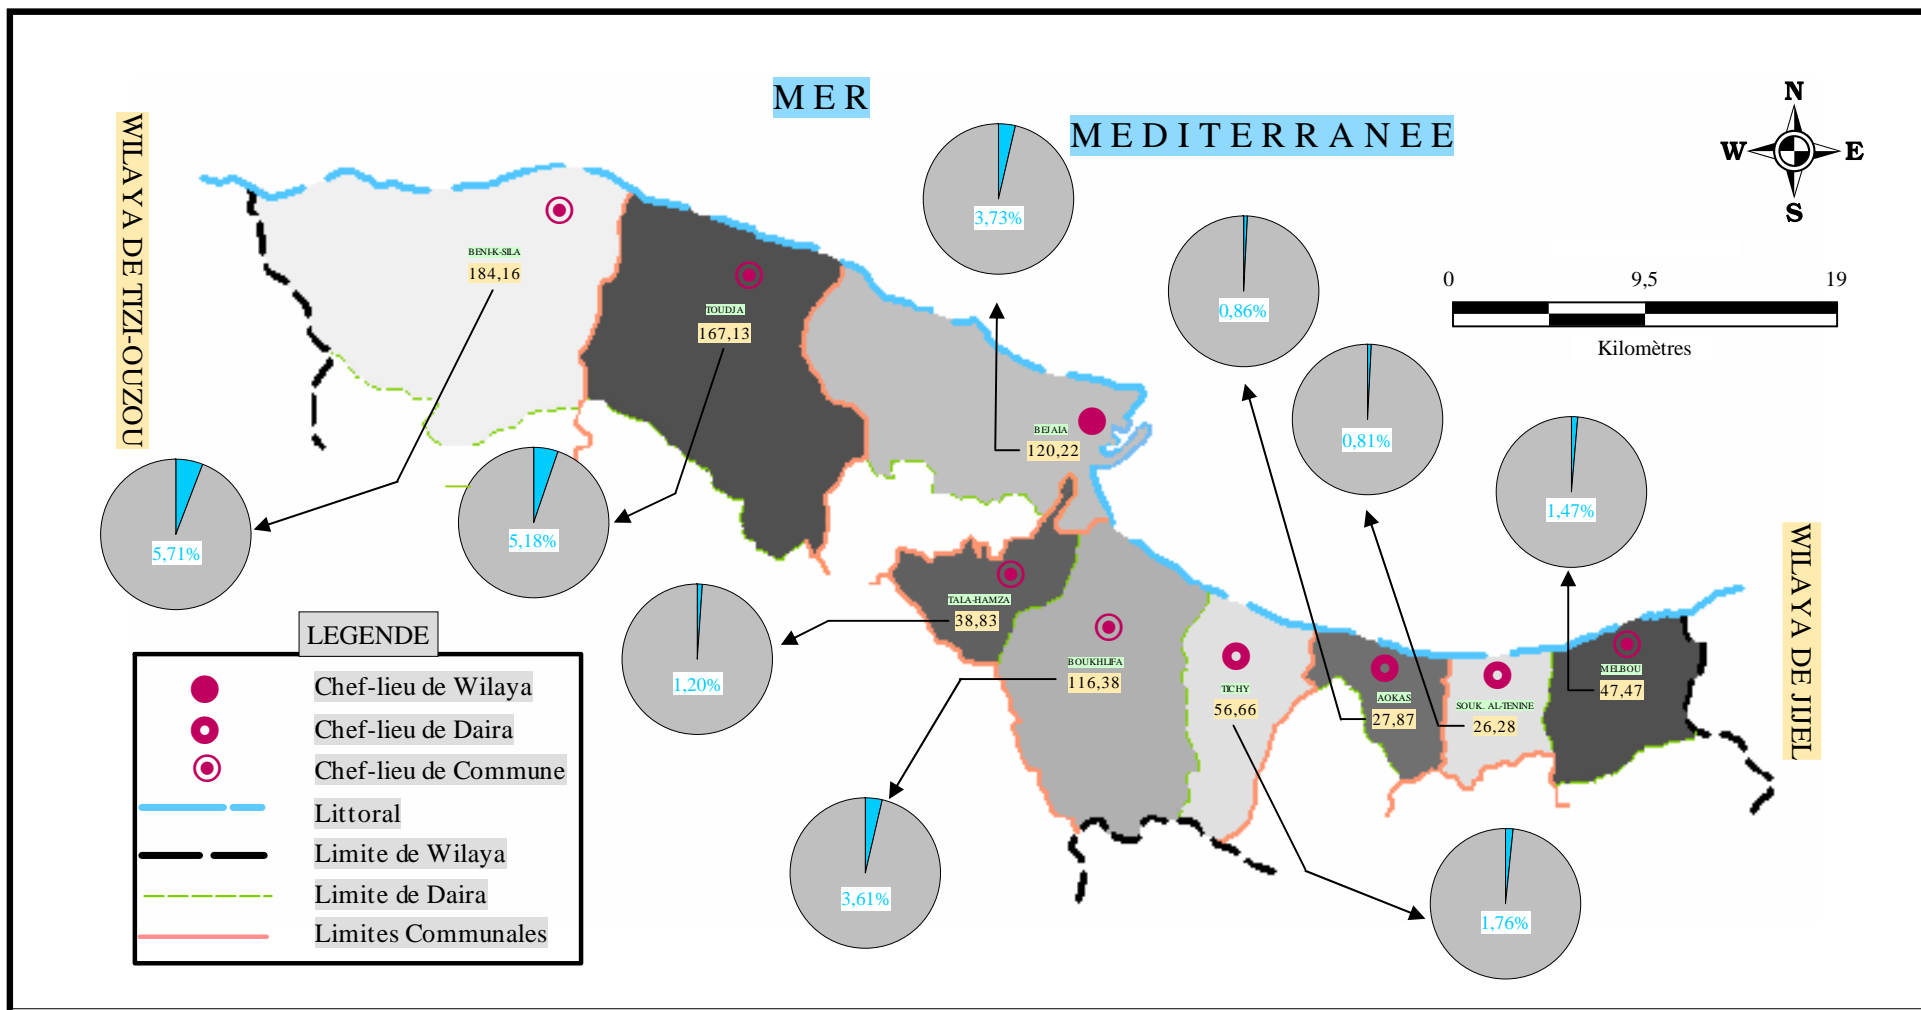 MER
MEDITERRANEE
WILAYA DE TIZI-OUZOU
N
W E
S
3,73%
BENI-K-SILA
184,16
TOUDJA
167,13
0,86%
0 9,5 19
Kilomètres
BEJAIA
120,22
0,81%
1,47%
5,71%
5,18%
WILAYA DE JIJEL
TALA-HAMZA
38,83
BOUKHLIFA
116,38
TICHY
56,66
AOKAS
27,87
SOUK. AL-TENINE
26,28
MELBOU
47,47
1,20%
3,61%
1,76%
LEGENDE
Chef-lieu de Wilaya
Chef-lieu de Daira
Chef-lieu de Commune
Littoral
Limite de Wilaya
Limite de Daira
Limites Communales